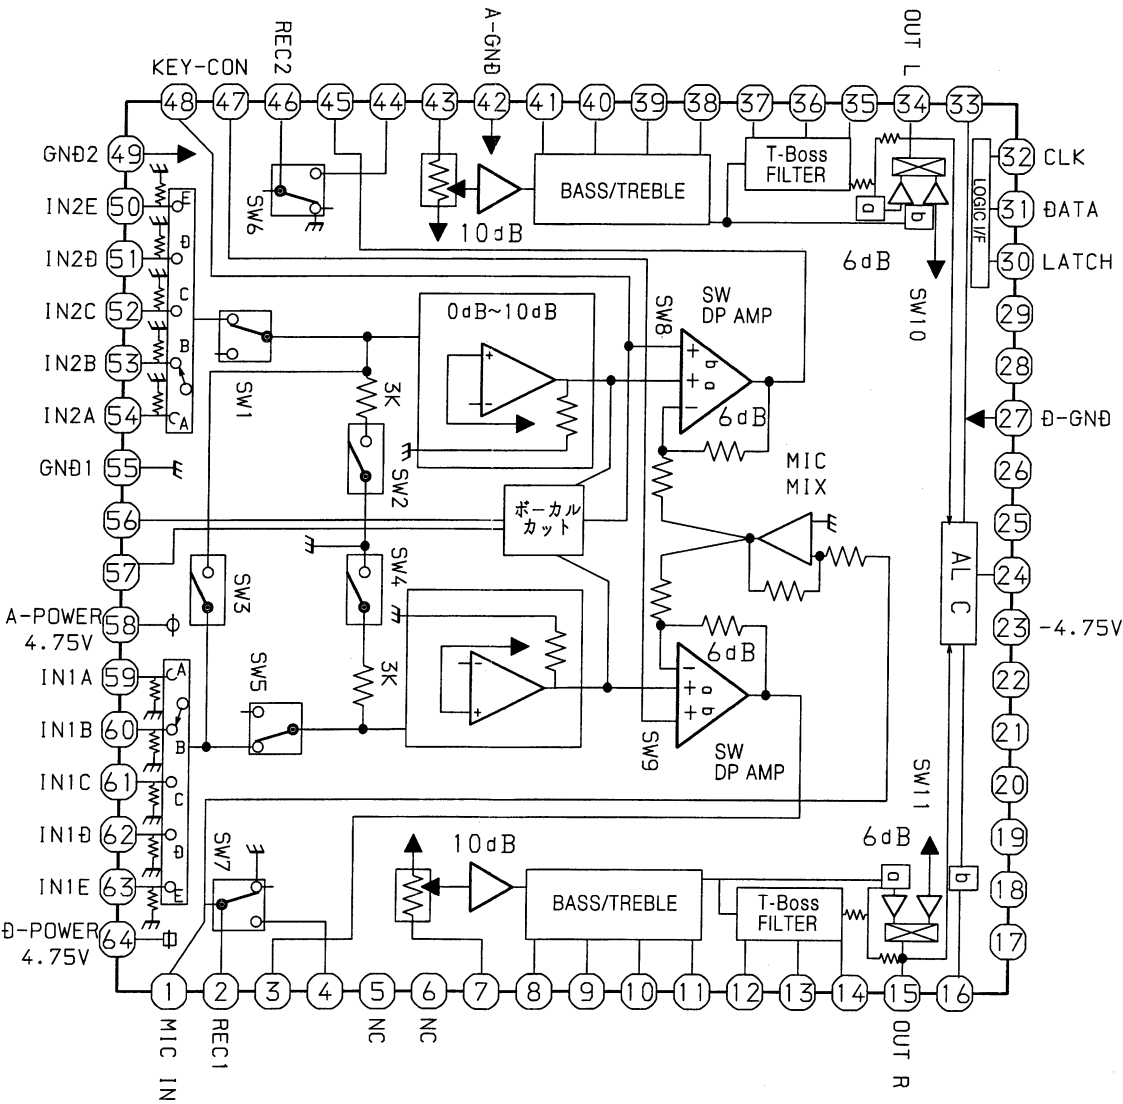 KEY-CON
REC2
A-GND
OUT L
48 47 46 45 44 43 42 41 40 39 38 37 36 35 34 33
49
GND2
50
IN2E
51
IN2D
52
IN2C
53
IN2B
54
IN2A
55
GND1
56
57
58
A-POWER
4.75V
59
IN1A
60
IN1B
61
IN1C
62
IN1D
63
IN1E
64
D-POWER
4.75V
E
D
C
B
A
SW6
10dB
BASS/TREBLE
T-Boss
FILTER
a
b
6dB
SW10
LOGIC I/F
32 CLK
31 DATA
30 LATCH
29
28
27 D-GND
26
25
24
23 -4.75V
22
21
20
19
18
17
SW1
0dB~10dB
SW8
SW
DP AMP
+
+
−
b
a
6dB
3K
+
−
SW2
ボーカル
カット
MIC
MIX
SW3
SW4
AL C
3K
−
+
6dB
−
+
+
a
b
SW9
SW
DP AMP
SW5
A
B
C
D
E
SW7
10dB
BASS/TREBLE
T-Boss
FILTER
6dB
a
b
SW11
1 2 3 4 5 6 7 8 9 10 11 12 13 14 15 16
MIC IN
REC1
NC
NC
OUT R